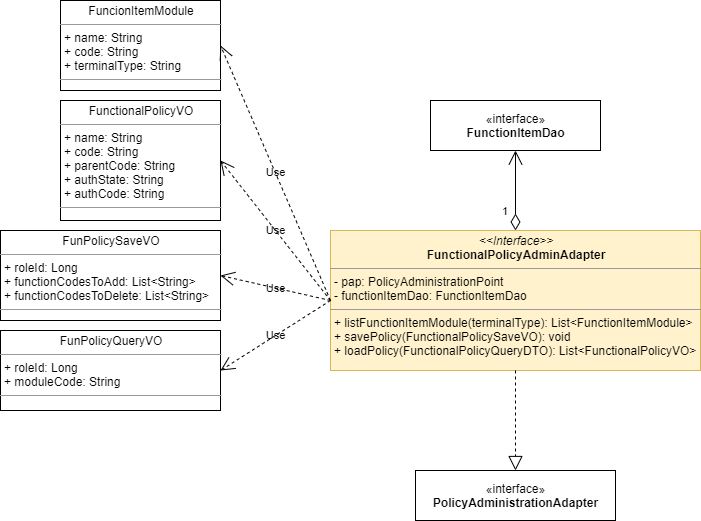 FuncionItemModule
+ name: String
+ code: String
+ terminalType: String
FunctionalPolicyVO
+ name: String
+ code: String
+ parentCode: String
+ authState: String
+ authCode: String
FunPolicySaveVO
+ roleId: Long
+ functionCodesToAdd: List<String>
+ functionCodesToDelete: List<String>
FunPolicyQueryVO
+ roleId: Long
+ moduleCode: String
Use
Use
Use
Use
«interface»
FunctionItemDao
1
<<Interface>>
FunctionalPolicyAdminAdapter
- pap: PolicyAdministrationPoint
- functionItemDao: FunctionItemDao
+ listFunctionItemModule(terminalType): List<FunctionItemModule>
+ savePolicy(FunctionalPolicySaveVO): void
+ loadPolicy(FunctionalPolicyQueryDTO): List<FunctionalPolicyVO>
«interface»
PolicyAdministrationAdapter